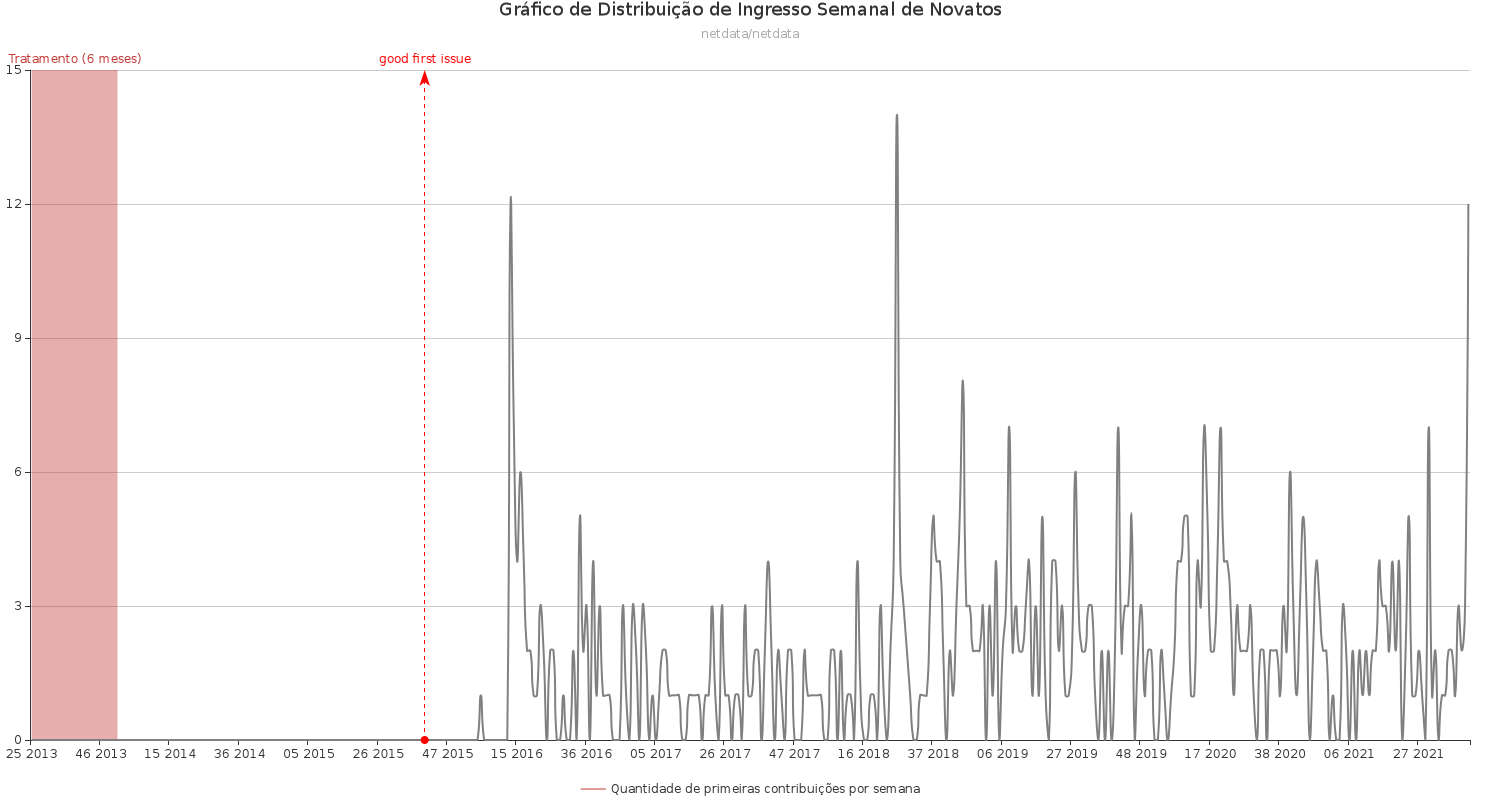 Gráfico de Distribuição de Ingresso Semanal de Novatos
netdata/netdata
Tratamento (6 meses)
good first issue
15
12
9
6
3
0
25 2013 46 2013 15 2014 36 2014 05 2015 26 2015 47 2015 15 2016 36 2016 05 2017 26 2017 47 2017 16 2018 37 2018 06 2019 27 2019 48 2019 17 2020 38 2020 06 2021 27 2021
Quantidade de primeiras contribuições por semana